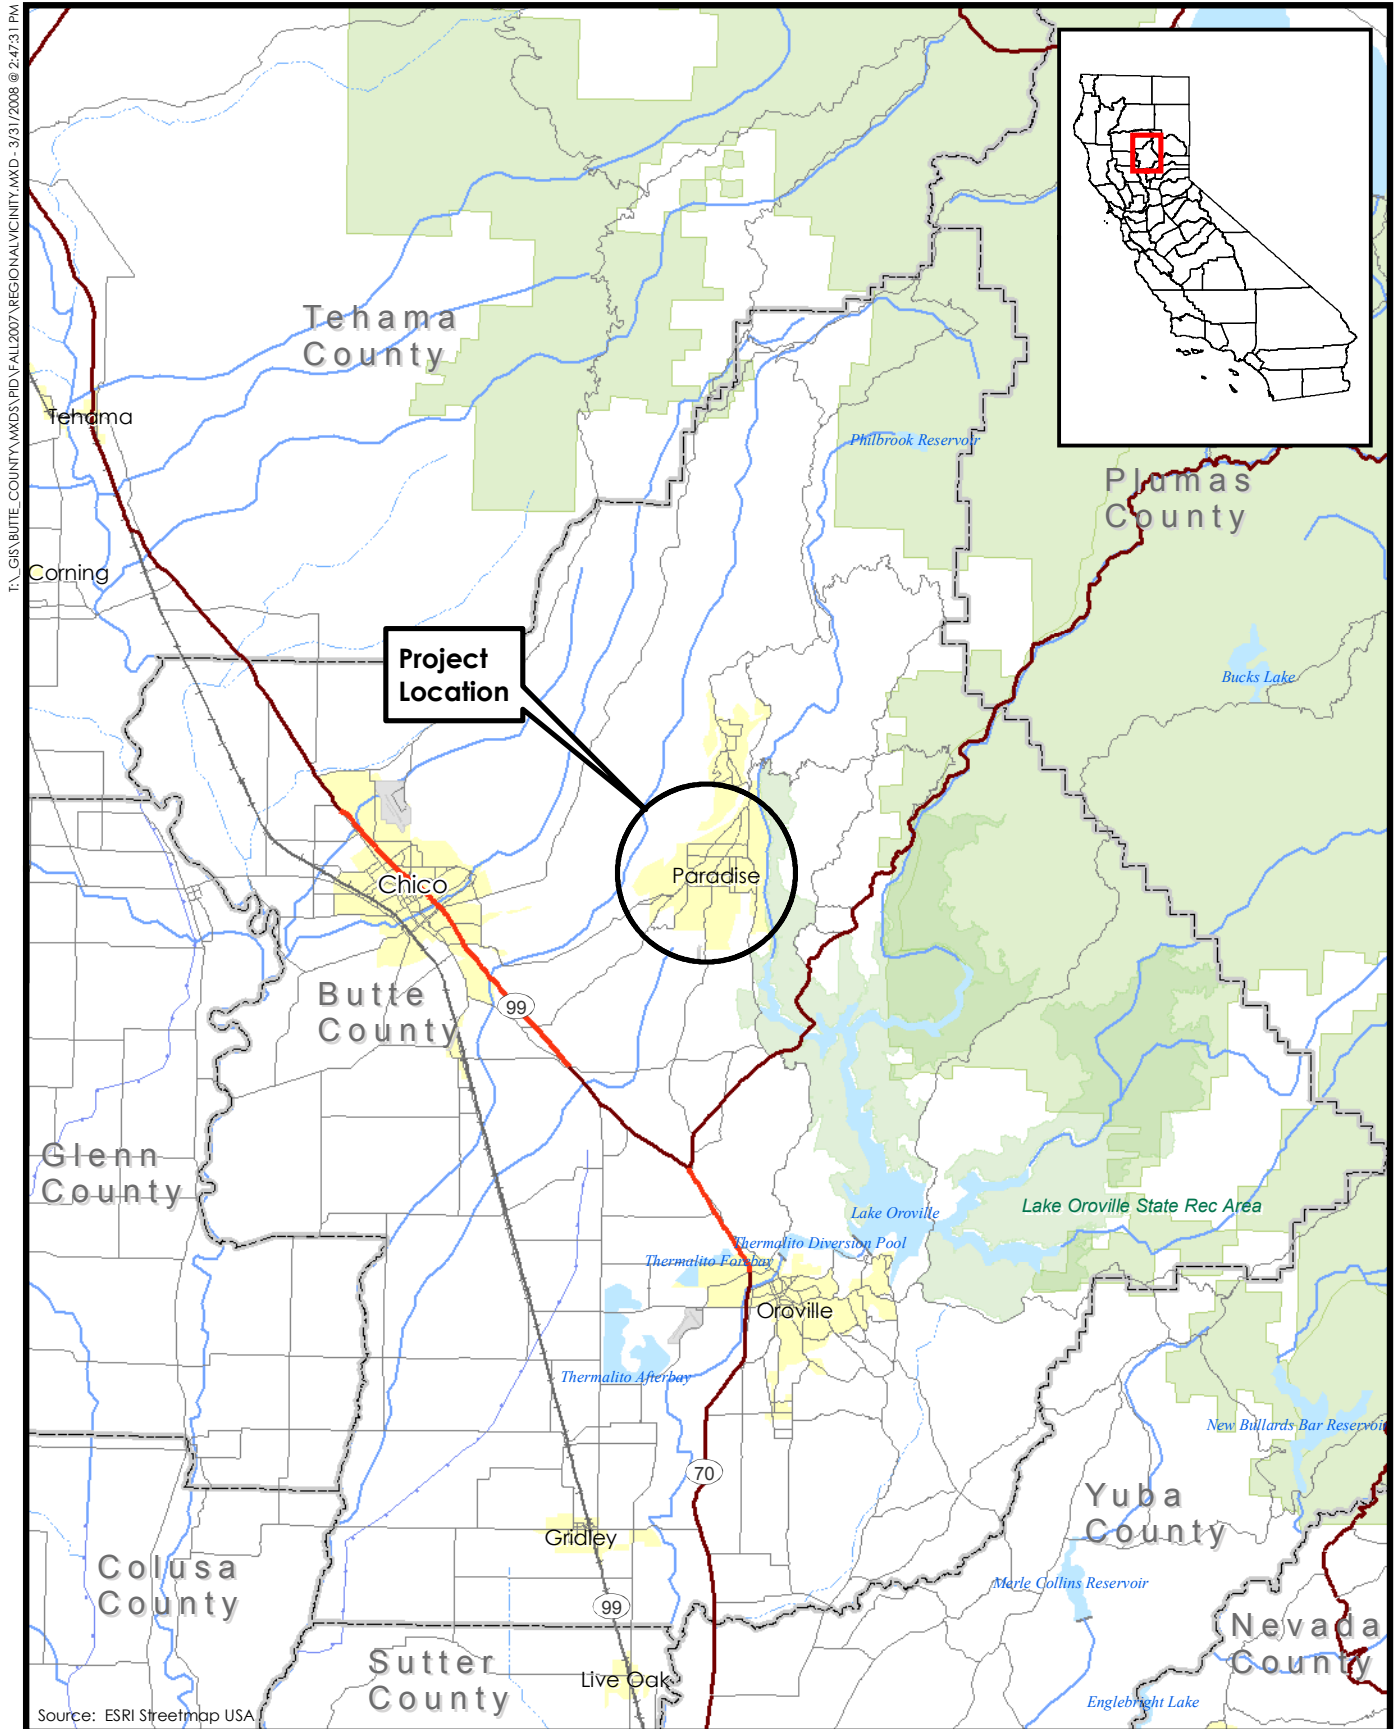 T:\_GIS\BUTTE_COUNTY\MXDS\PID\FALL2007\REGIONALVICINITY.MXD - 3/31/2008 @ 2:47:31 PM
Tehama
County
Tehama
Philbrook Reservoir
Plumas
County
Corning
Project
Location
Bucks Lake
Chico
Paradise
Butte
County
99
Glenn
County
Lake Oroville State Rec Area
Lake Oroville
Thermalito Diversion Pool
Thermalito Forebay
Oroville
Thermalito Afterbay
New Bullards Bar Reservoir
70
Yuba
County
Gridley
Colusa
County
Merle Collins Reservoir
99
Nevada
County
Sutter
County
Live Oak
Englebright Lake
Source:  ESRI Streetmap USA